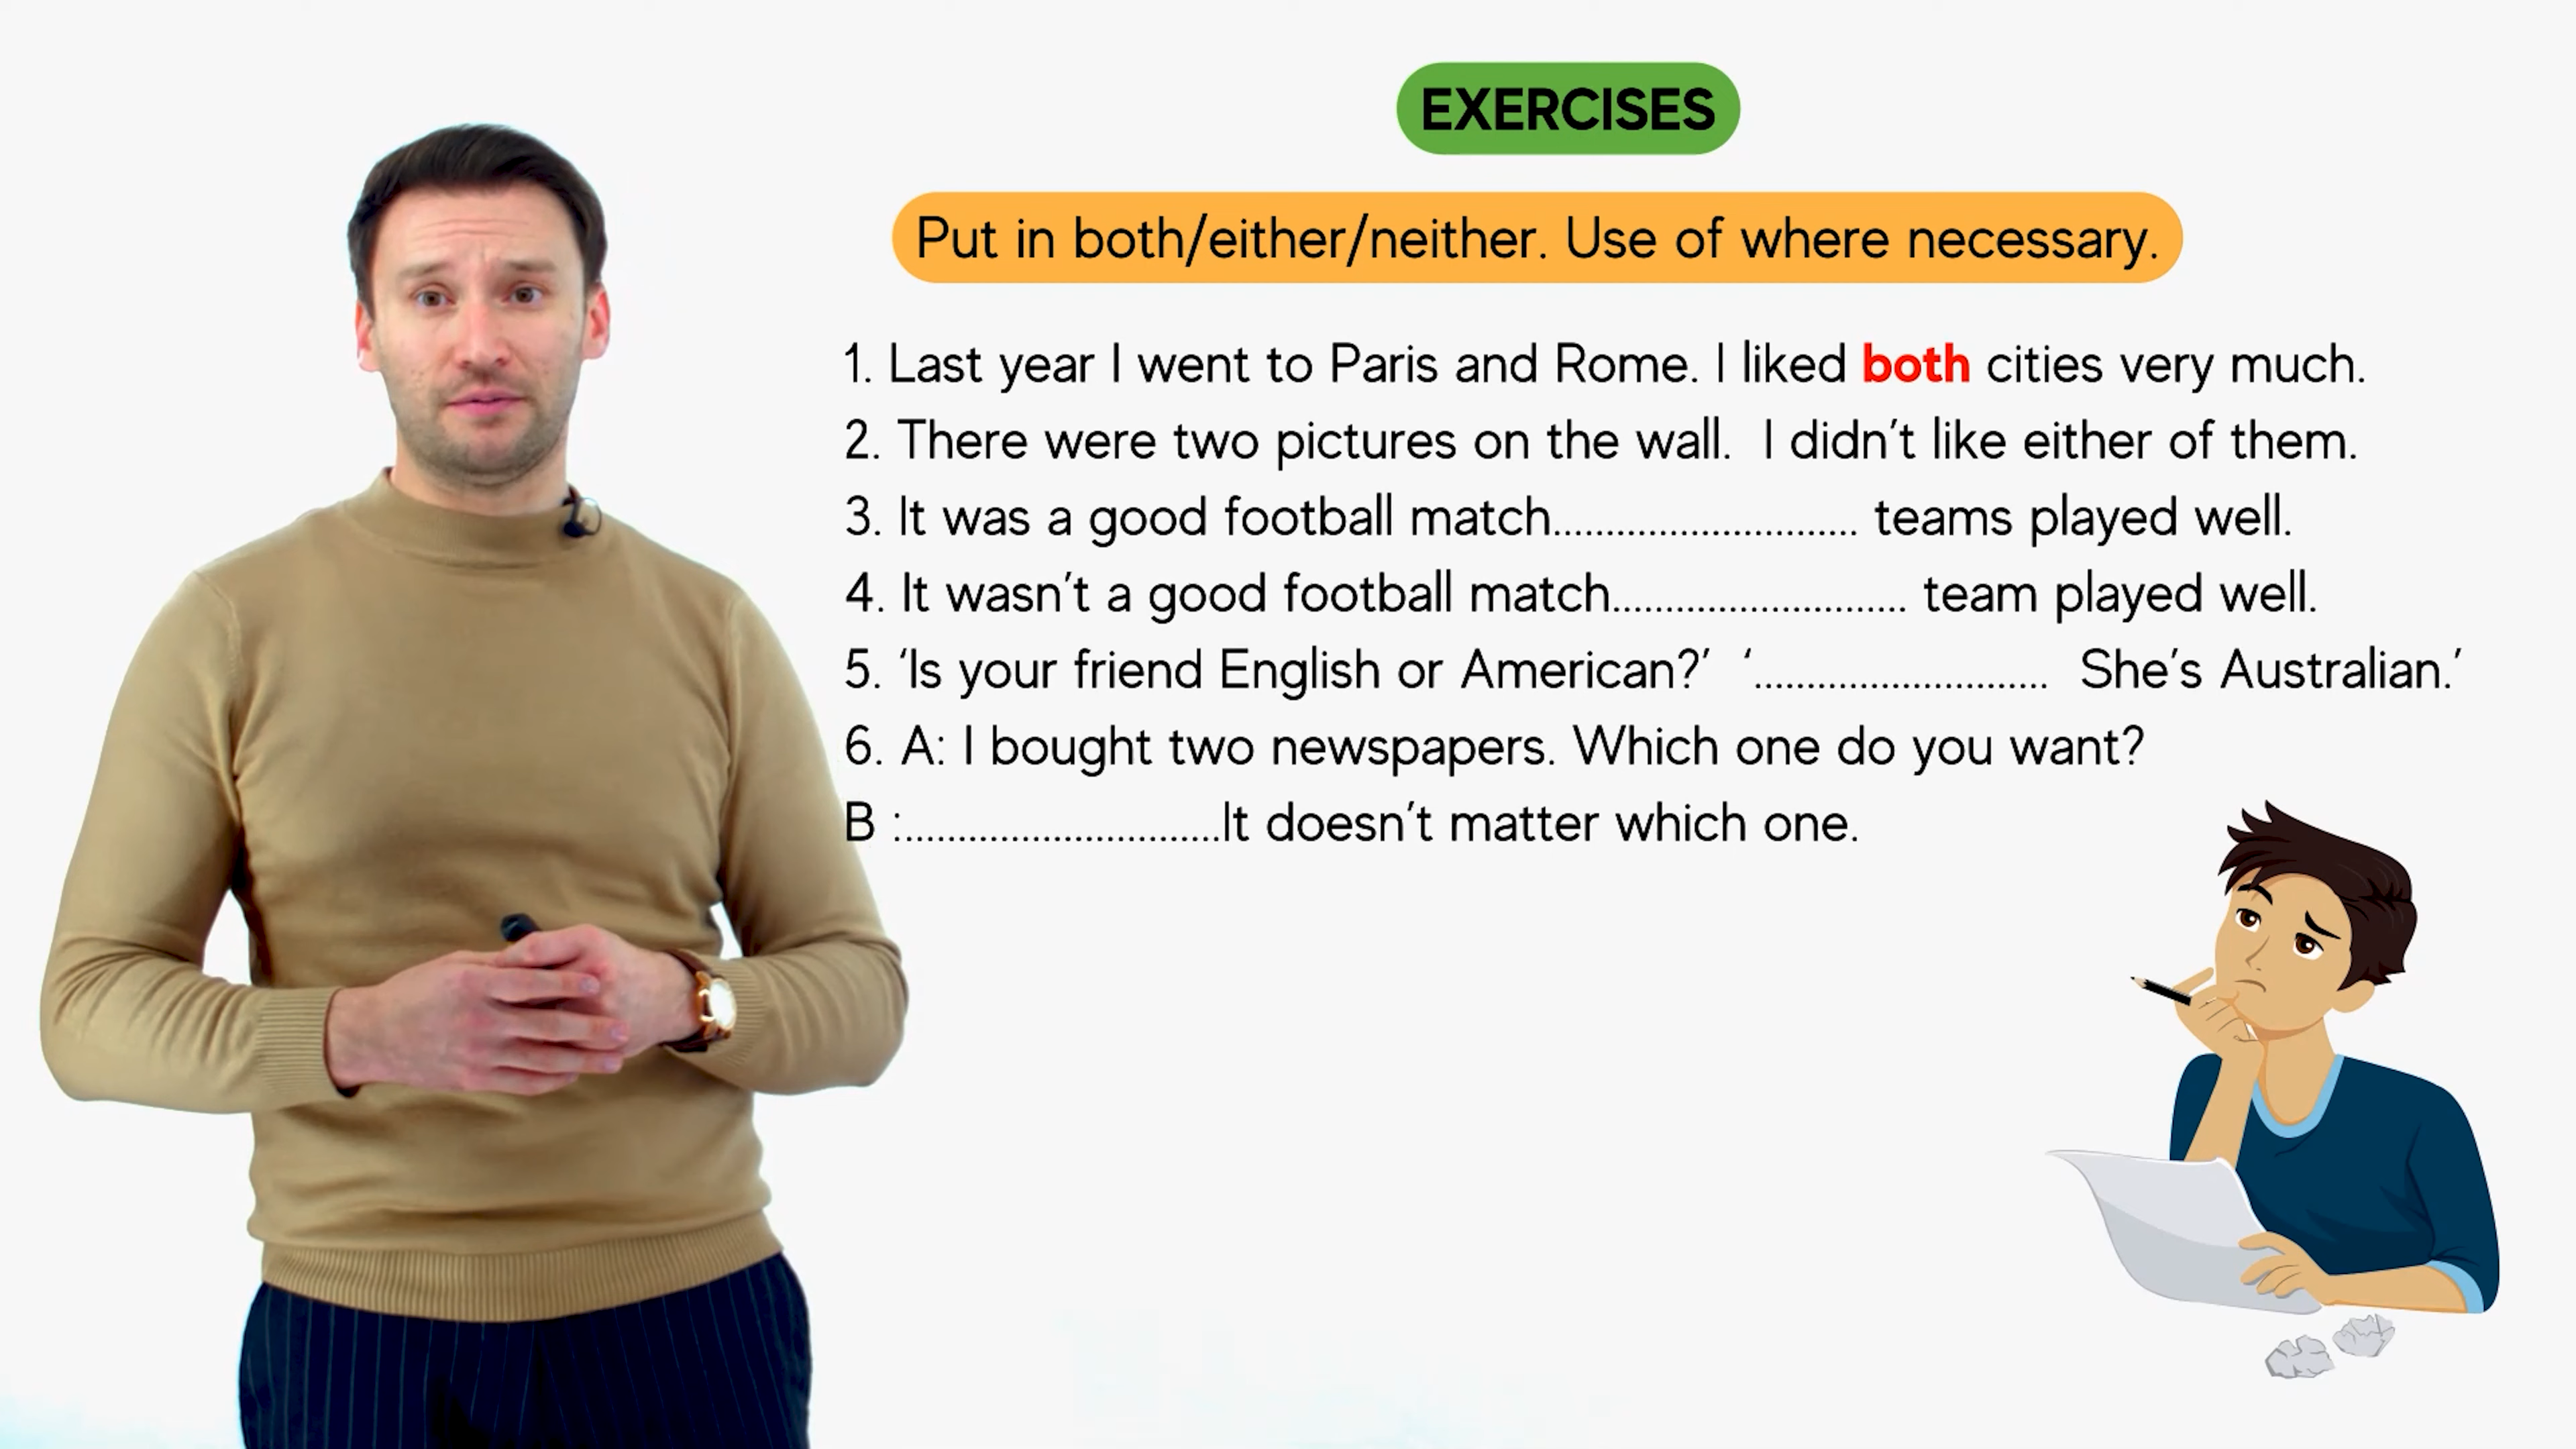 EXERCISES
Put in both/either/neither. Use of where necessary.
1. Last year I went to Paris and Rome. I liked both cities very much.
2. There were two pictures on the wall.  I didn’t like either of them.
3. It was a good football match............................. teams played well.
4. It wasn’t a good football match............................ team played well.
5. ‘Is your friend English or American?’  ‘............................  She’s Australian.’
6. A: I bought two newspapers. Which one do you want?
B :..............................It doesn’t matter which one.